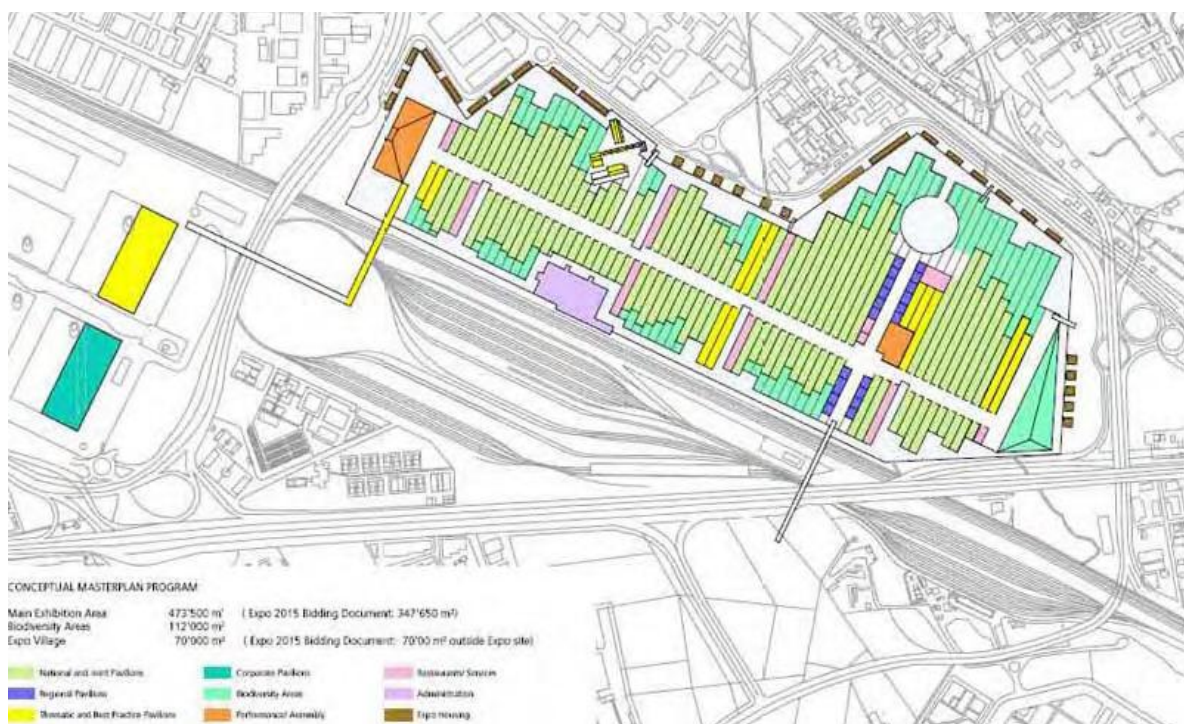 CONCEPTUAL MASTERPLAN PROGRAM
Main Exhibition Area 473'500 m² ( Expo 2015 Bidding Document: 347'650 m²)
Biodiversity Areas 112'000 m²
Expo Village 70'000 m² ( Expo 2015 Bidding Document: 70'00 m² outside Expo site)
National and Joint Pavilions Corporate Pavilions Restaurants/ Services
Regional Pavilions Biodiversity Areas Administration
Thematic and Best Practice Pavilions Performance/ Assembly Expo Housing